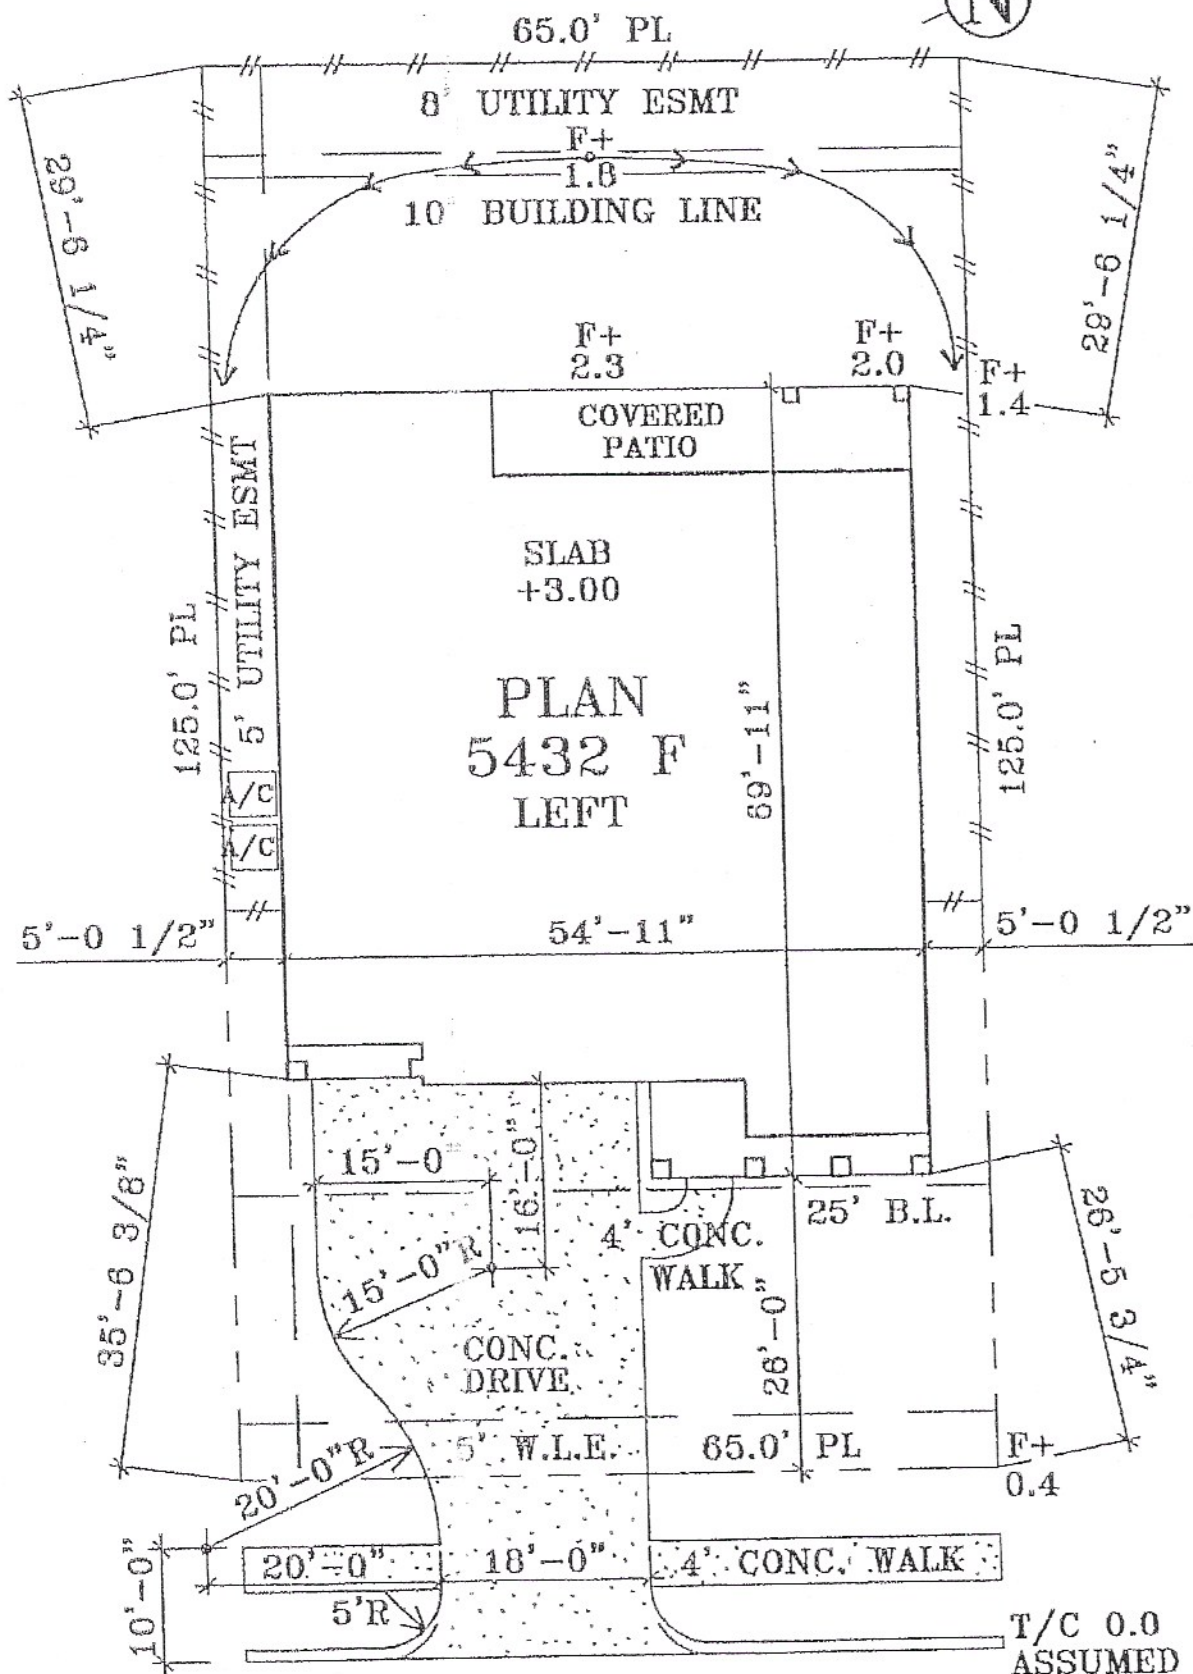 N
65.0' PL
8' UTILITY ESMT
F+
1.8
10' BUILDING LINE
29'-6 1/4"
29'-6 1/4"
F+
2.3
F+
2.0
F+
1.4
COVERED
PATIO
5' UTILITY ESMT
SLAB
+3.00
125.0' PL
125.0' PL
PLAN
5432 F
LEFT
69'-11"
A/C
A/C
5'-0 1/2"
54'-11"
5'-0 1/2"
15'-0
16'-0"
25' B.L.
4' CONC.
WALK
15'-0"R
35'-6 3/8"
26'-5 3/4"
26'-0"
CONC.
DRIVE
5' W.L.E.
65.0' PL
F+
0.4
20'-0"R
20'-0"
18'-0"
4' CONC. WALK
10'-0"
5'R
T/C 0.0
ASSUMED